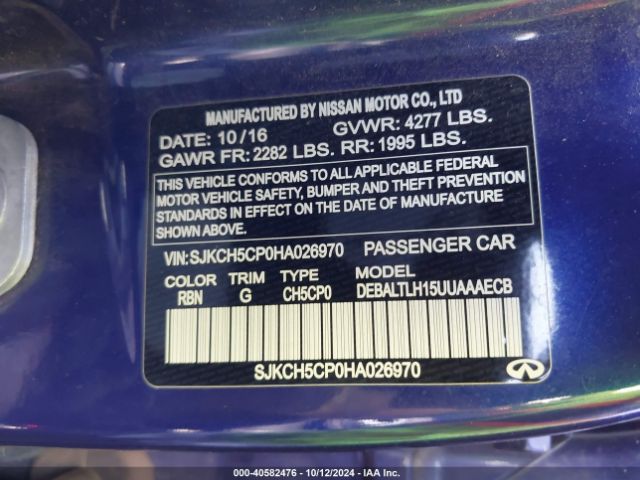 MANUFACTURED BY NISSAN MOTOR CO., LTD
DATE: 10/16 GVWR: 4277 LBS.
GAWR FR: 2282 LBS. RR: 1995 LBS.
THIS VEHICLE CONFORMS TO ALL APPLICABLE FEDERAL
MOTOR VEHICLE SAFETY, BUMPER AND THEFT PREVENTION
STANDARDS IN EFFECT ON THE DATE OF MANUFACTURE
SHOWN ABOVE.
VIN: SJKCH5CP0HA026970 PASSENGER CAR
COLOR TRIM TYPE MODEL
RBN G CH5CP0 DEBALTLH15UUAAAECB
SJKCH5CP0HA026970
000-40582476 - 10/12/2024 - IAA Inc.